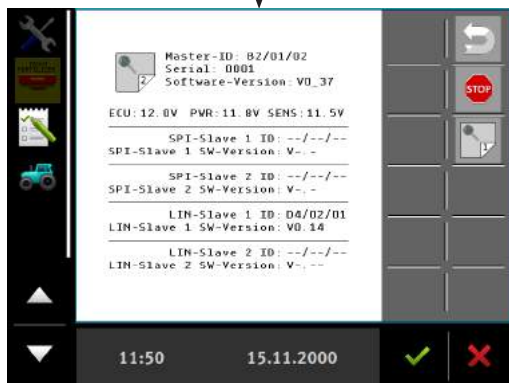 Master-ID: B2/01/02
Serial: 0001
2
Software-Version: V0_37
STOP
ECU:12.0V PWR:11.8V SENS:11.5V
1
SPI-Slave 1 ID:--/--/--
SPI-Slave 1 SW-Version:V-.-
SPI-Slave 2 ID:--/--/--
SPI-Slave 2 SW-Version:V-.-
LIN-Slave 1 ID:D4/02/01
LIN-Slave 1 SW-Version:V0.14
LIN-Slave 2 ID:--/--/--
LIN-Slave 2 SW-Version:V-.--
11:50 15.11.2000